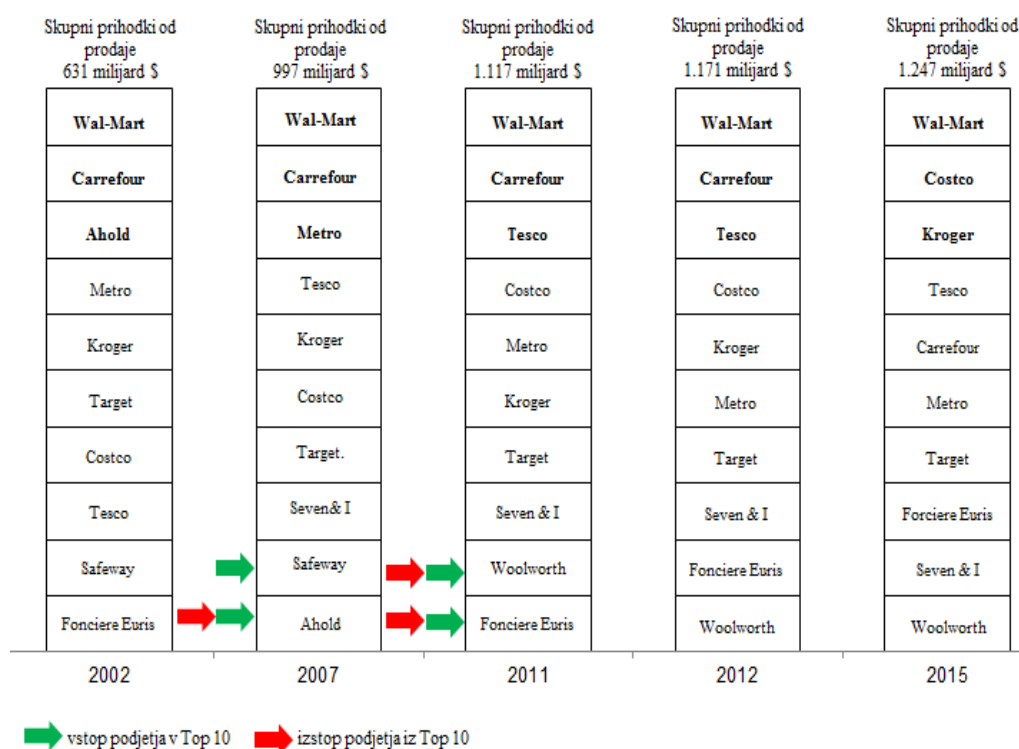 Skupni prihodki od
prodaje
631 milijard $
Wal-Mart
Carrefour
Ahold
Metro
Kroger
Target
Costco
Tesco
Safeway
Fonciere Euris
2002
Skupni prihodki od
prodaje
997 milijard $
Wal-Mart
Carrefour
Metro
Tesco
Kroger
Costco
Target.
Seven& I
Safeway
Ahold
2007
Skupni prihodki od
prodaje
1.117 milijard $
Wal-Mart
Carrefour
Tesco
Costco
Metro
Kroger
Target
Seven & I
Woolworth
Fonciere Euris
2011
Skupni prihodki od
prodaje
1.171 milijard $
Wal-Mart
Carrefour
Tesco
Costco
Kroger
Metro
Target
Seven & I
Fonciere Euris
Woolworth
2012
Skupni prihodki od
prodaje
1.247 milijard $
Wal-Mart
Costco
Kroger
Tesco
Carrefour
Metro
Target
Forciere Euris
Seven & I
Woolworth
2015
vstop podjetja v Top 10
izstop podjetja iz Top 10